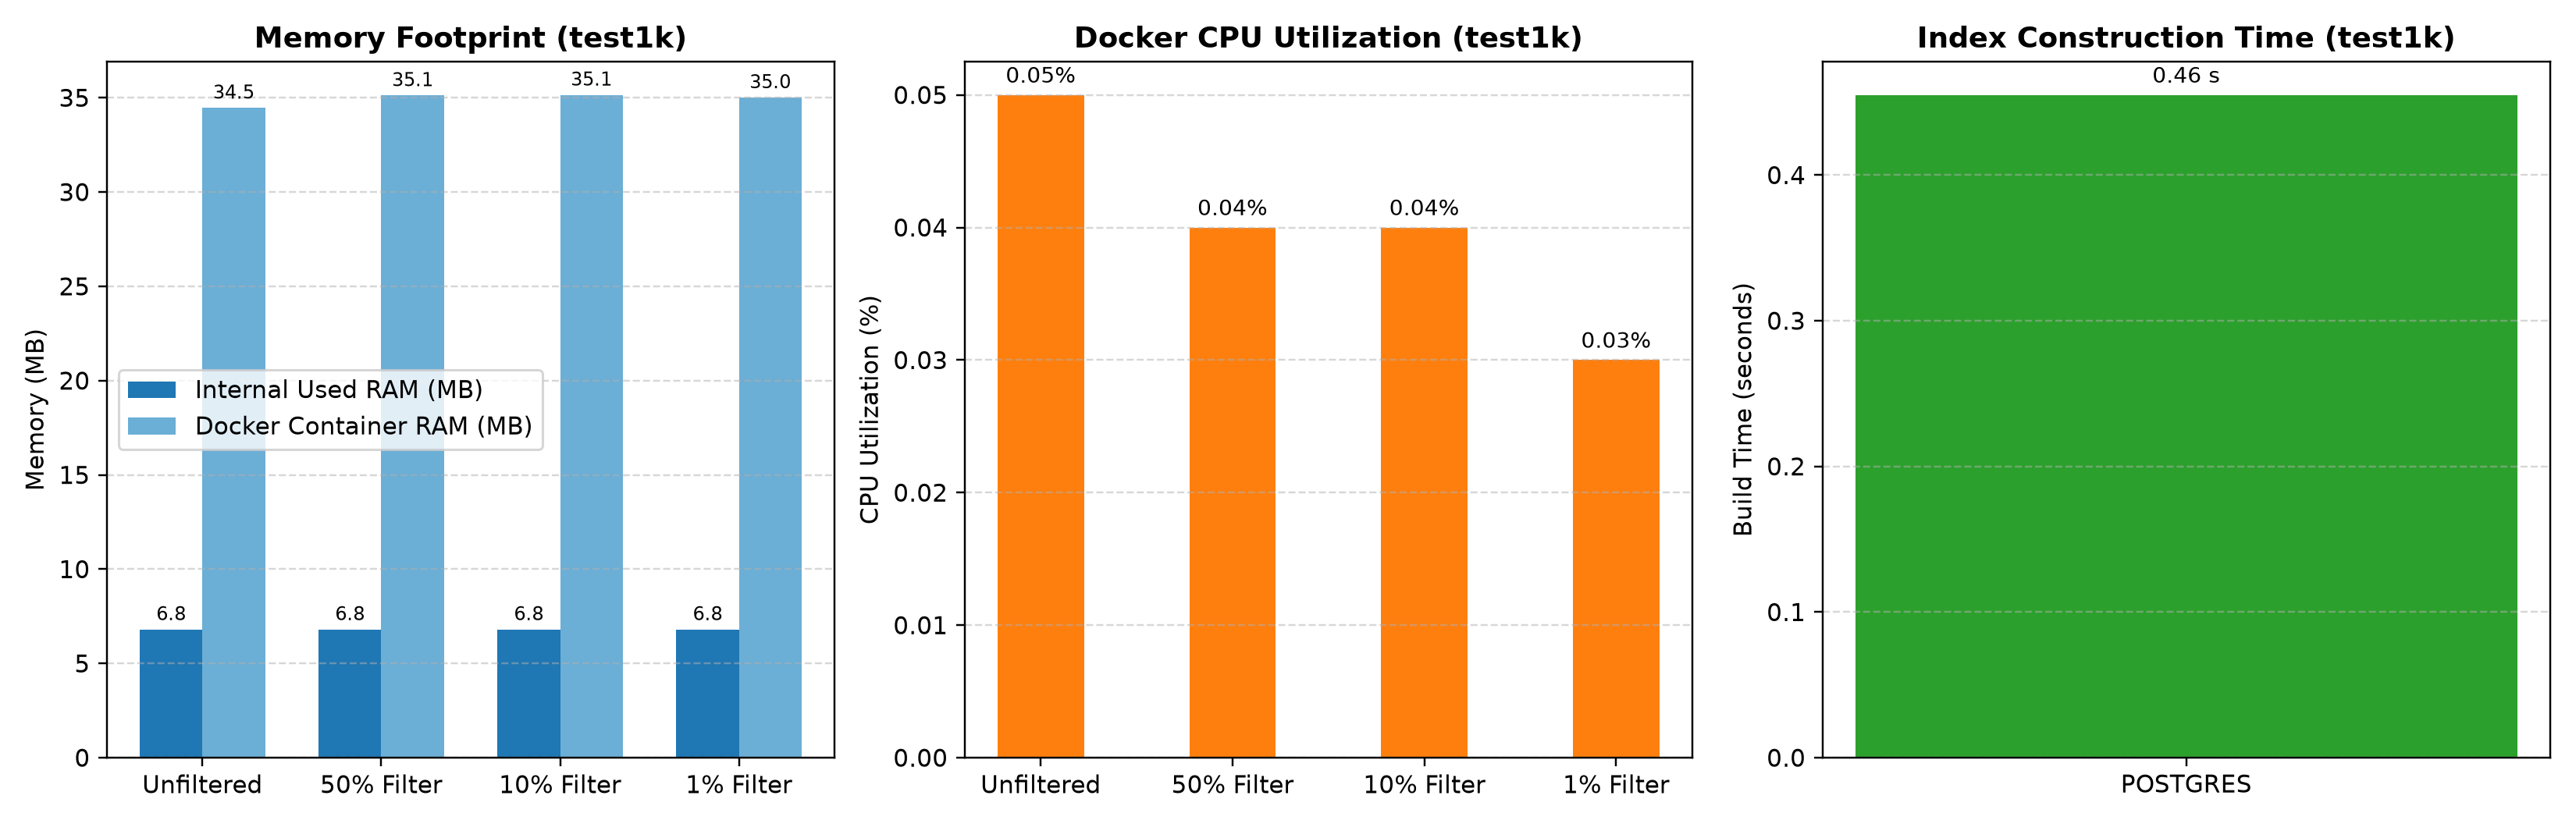 Memory Footprint (test1k)
Memory (MB)
35
30
25
20
15
10
5
0
34.5
35.1
35.1
35.0
6.8
6.8
6.8
6.8
Internal Used RAM (MB)
Docker Container RAM (MB)
Unfiltered
50% Filter
10% Filter
1% Filter
Docker CPU Utilization (test1k)
CPU Utilization (%)
0.05
0.04
0.03
0.02
0.01
0.00
0.05%
0.04%
0.04%
0.03%
Unfiltered
50% Filter
10% Filter
1% Filter
Index Construction Time (test1k)
Build Time (seconds)
0.4
0.3
0.2
0.1
0.0
0.46 s
POSTGRES